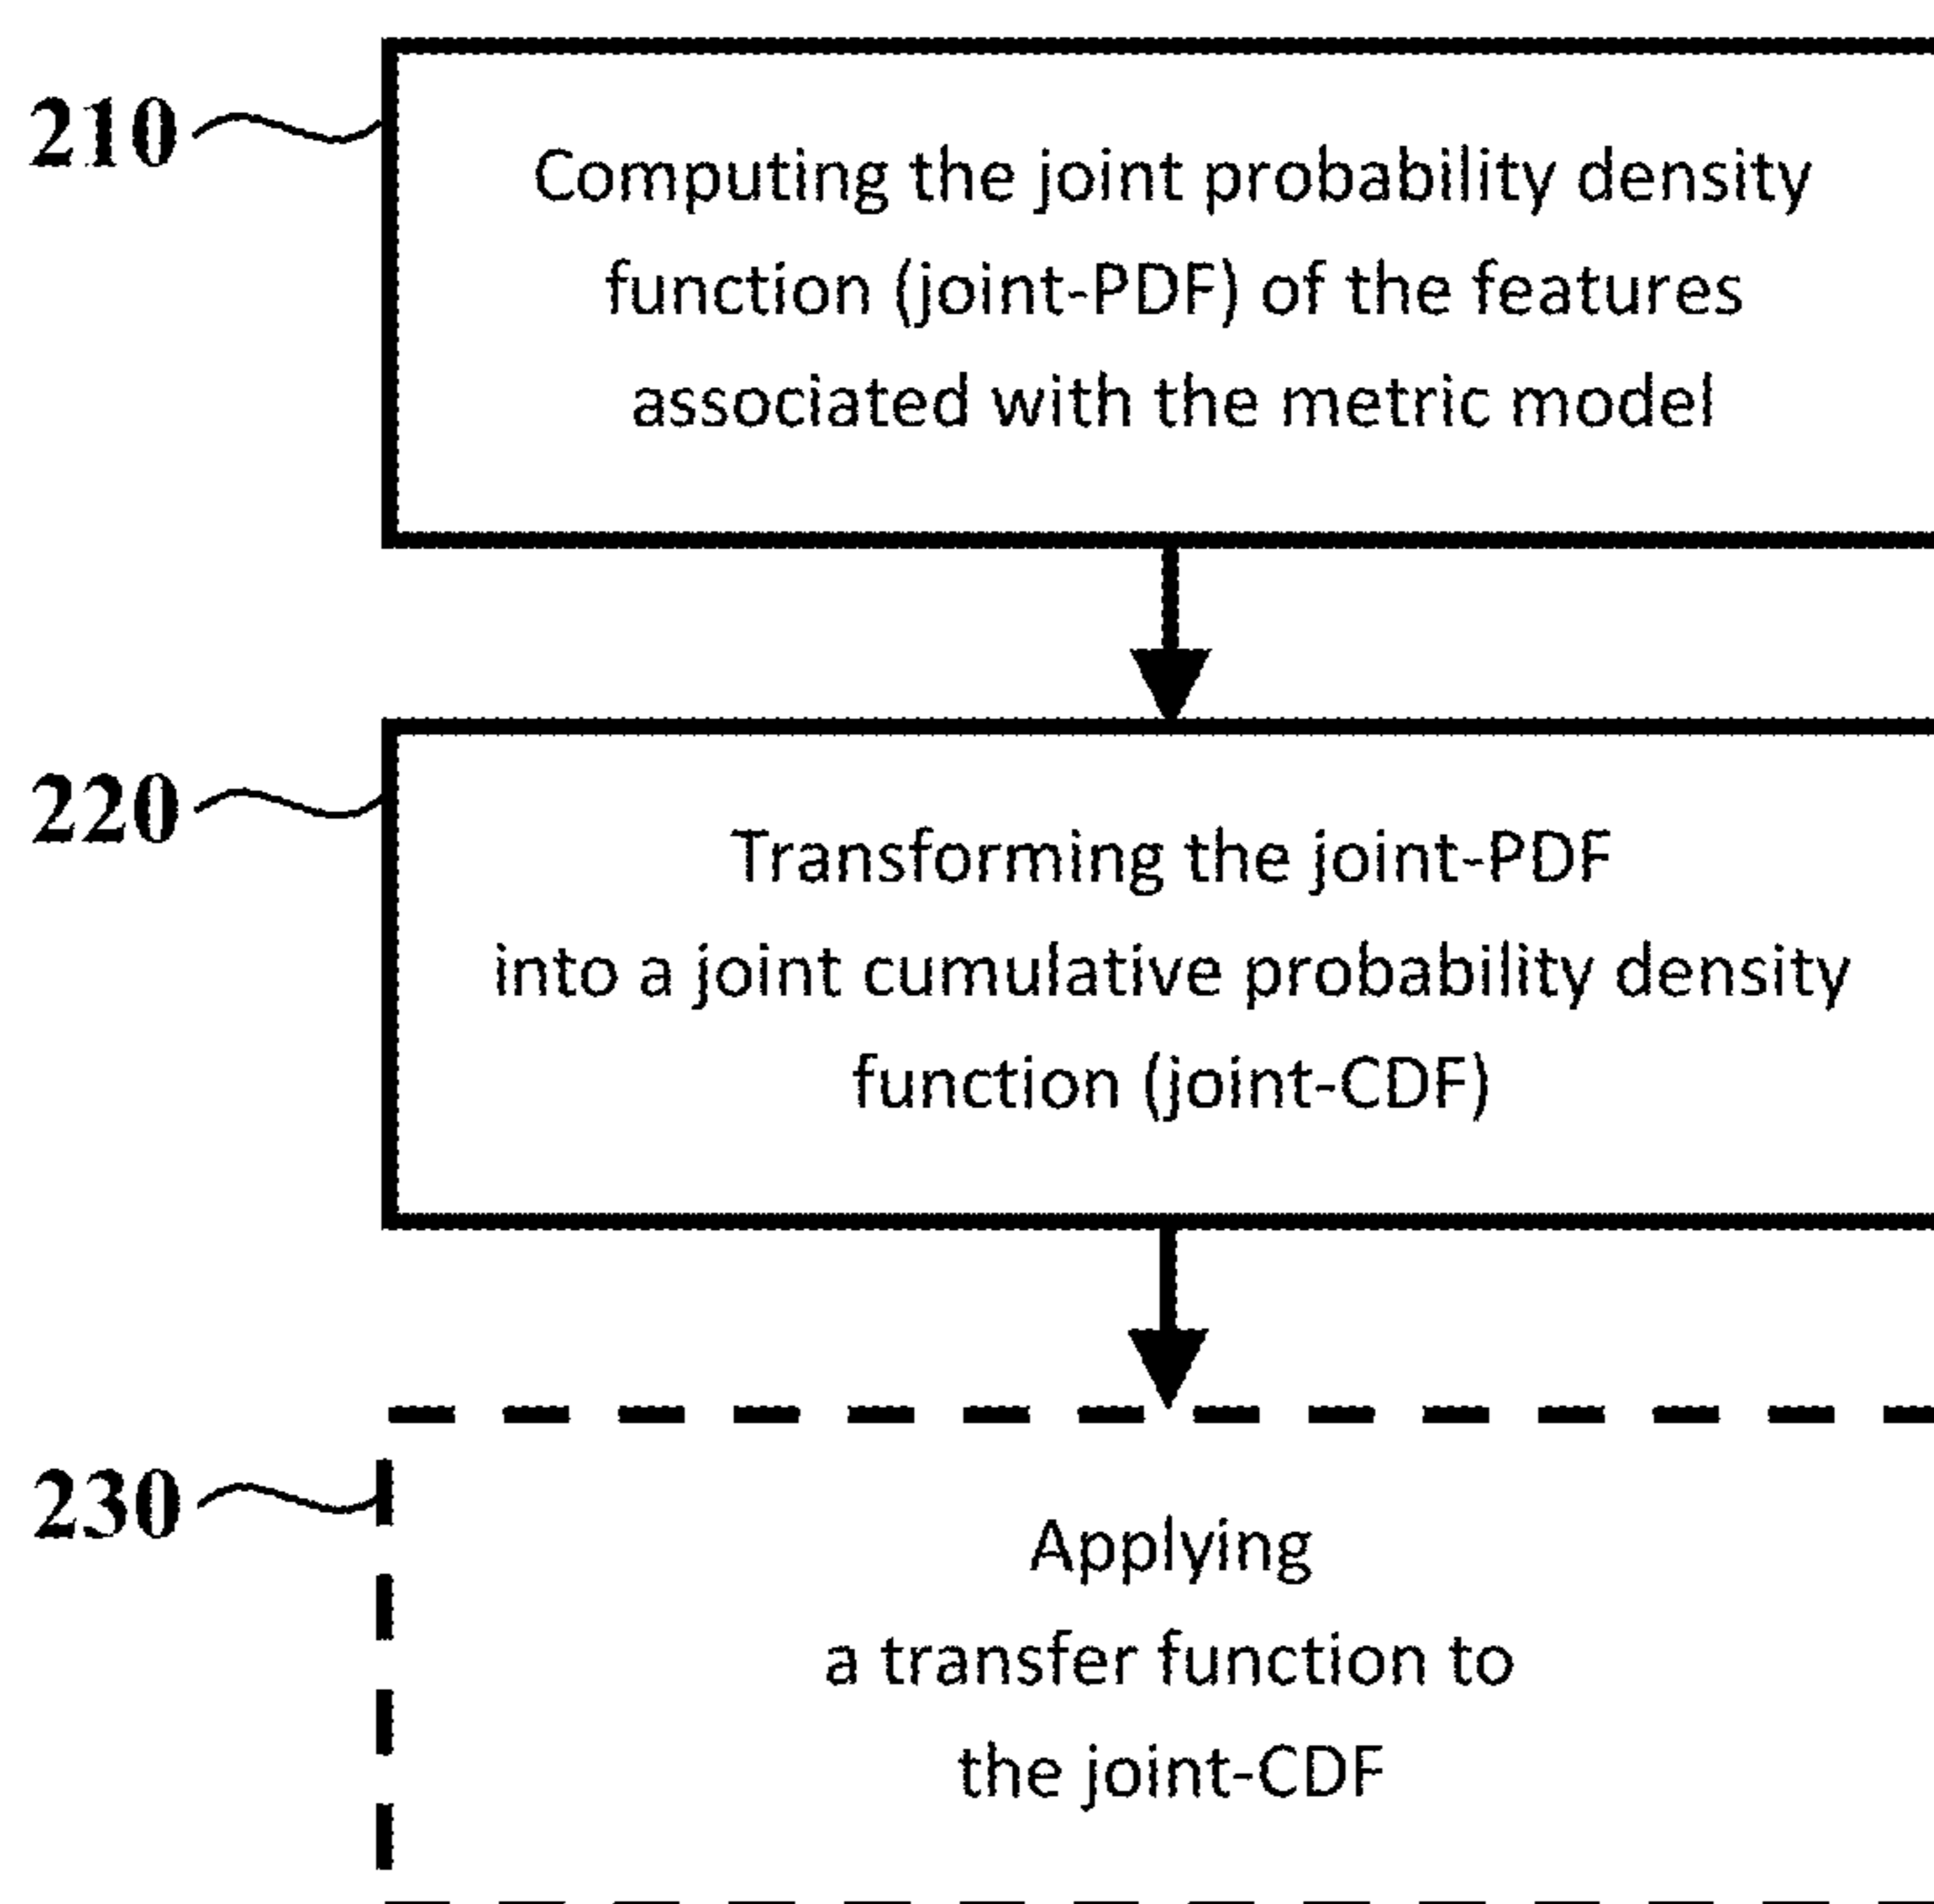 210
Computing the joint probability density
function (joint-PDF) of the features
associated with the metric model
220
Transforming the joint-PDF
into a joint cumulative probability density
function (joint-CDF)
230
Applying
a transfer function to
the joint-CDF